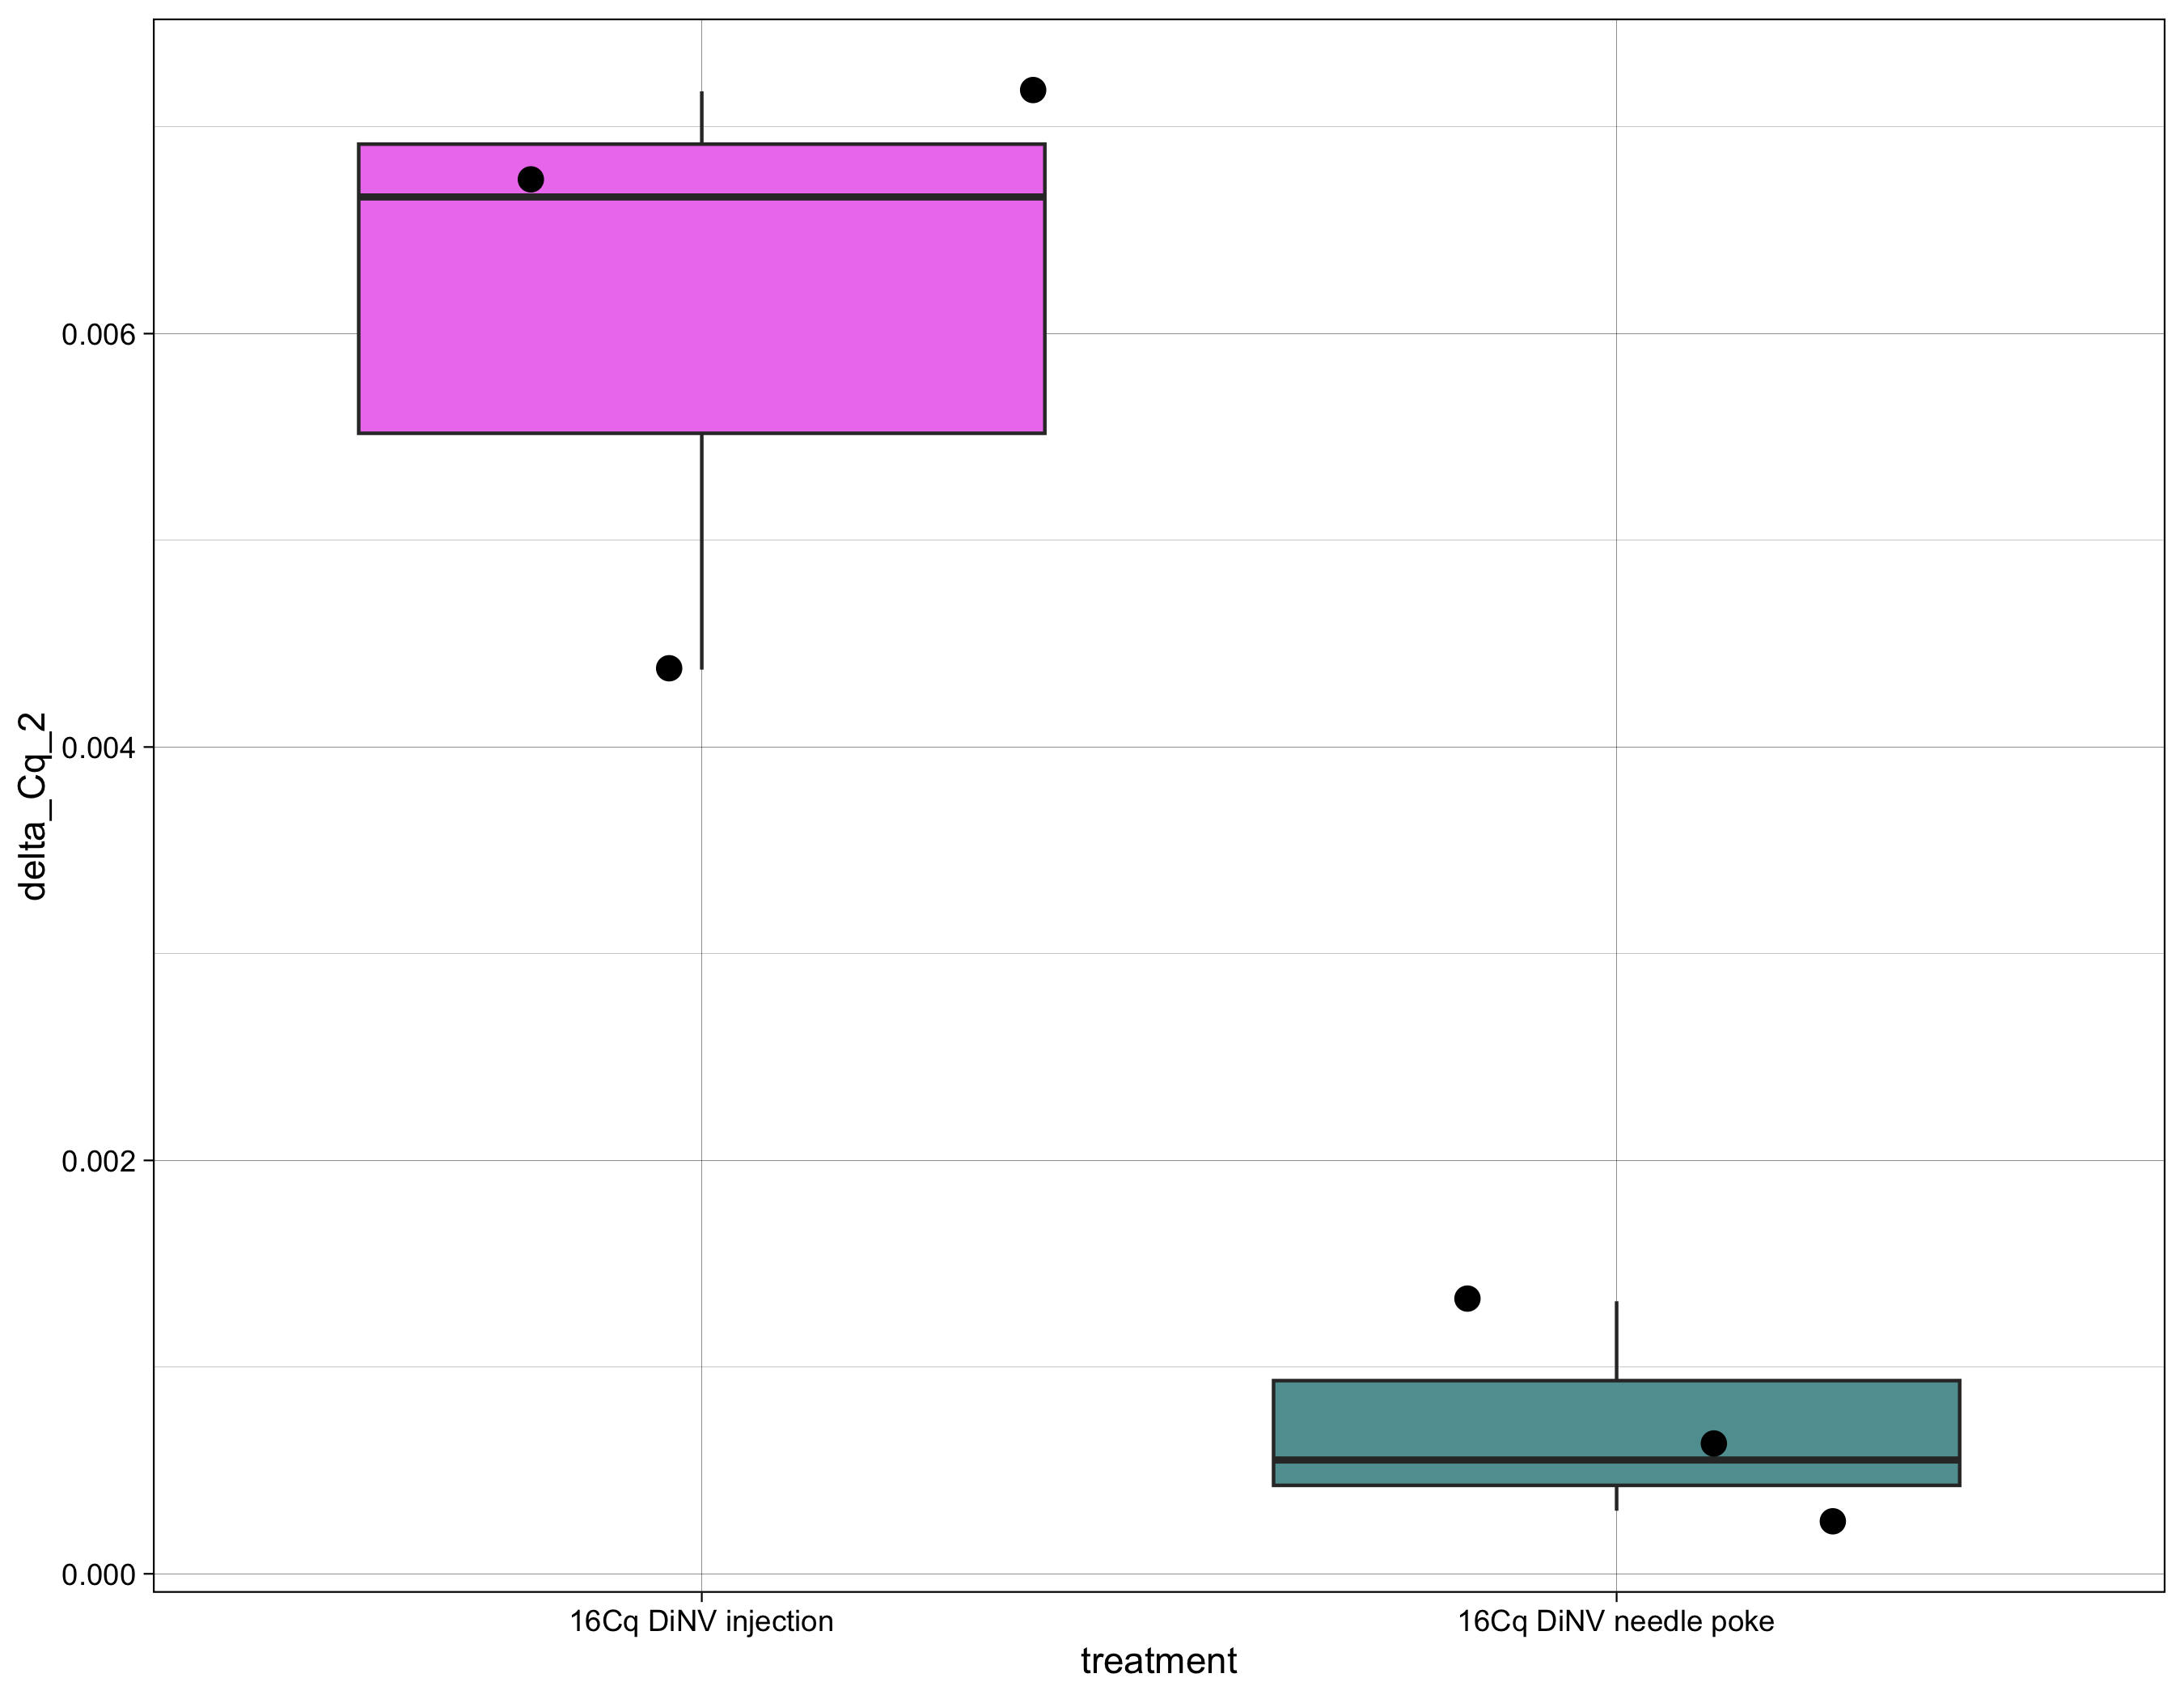 delta_Cq_2
0.006
0.004
0.002
0.000
16Cq DiNV injection
16Cq DiNV needle poke
treatment